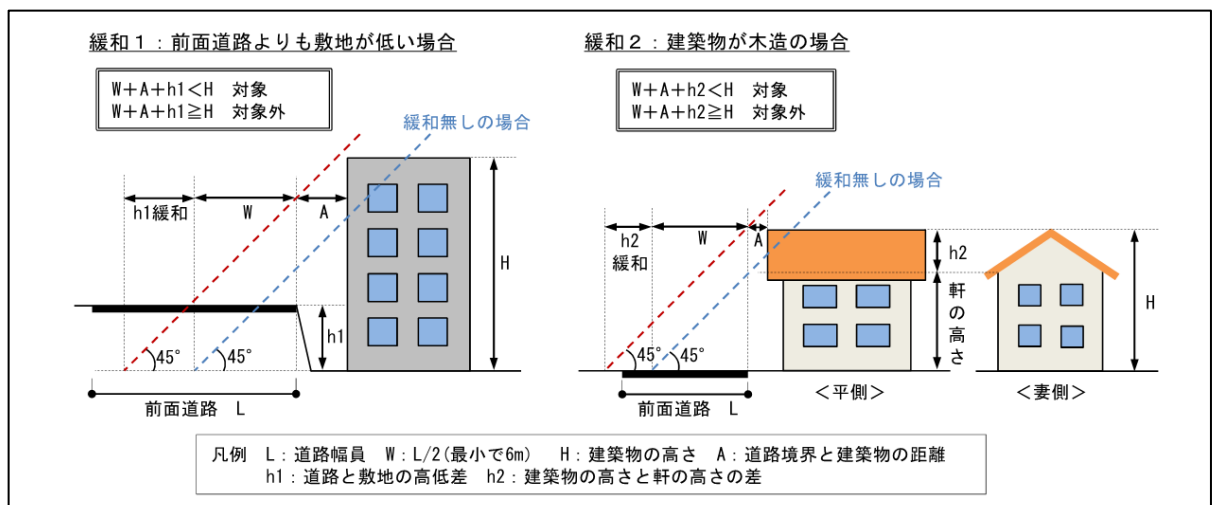 緩和１：前面道路よりも敷地が低い場合
W＋A＋h1＜H　対象
W＋A＋h1≧H　対象外
緩和無しの場合
h1緩和
W
A
H
h1
45°
45°
前面道路　L
緩和２：建築物が木造の場合
W＋A＋h2＜H　対象
W＋A＋h2≧H　対象外
緩和無しの場合
h2
緩和
W
A
h2
軒の高さ
H
45°
45°
前面道路　L
＜平側＞
＜妻側＞
凡例　L：道路幅員　W：L/2(最小で6m)　H：建築物の高さ　A：道路境界と建築物の距離
h1：道路と敷地の高低差　h2：建築物の高さと軒の高さの差